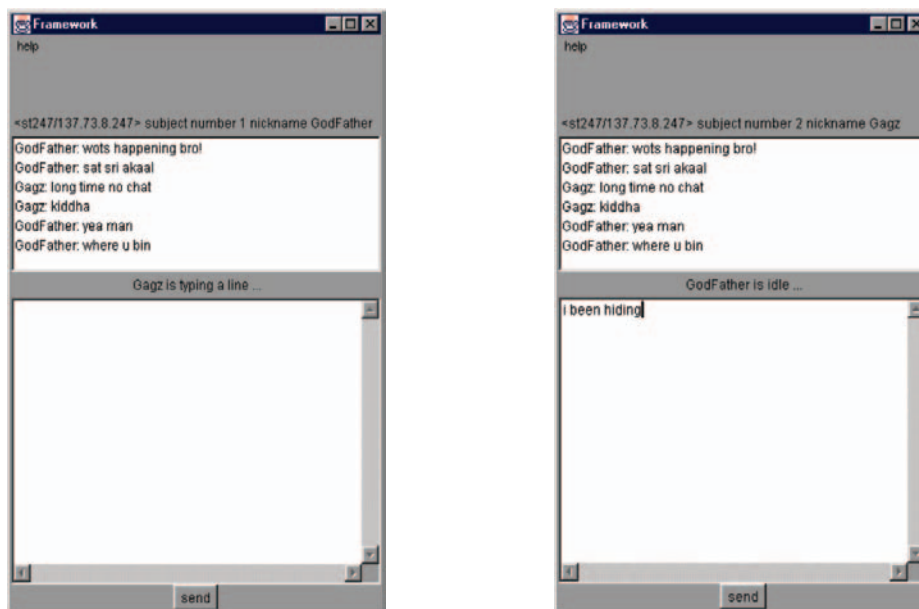 Framework
help
<st247/137.73.8.247> subject number 1 nickname GodFather
GodFather: wots happening bro!
GodFather: sat sri akaal
Gagz: long time no chat
Gagz: kiddha
GodFather: yea man
GodFather: where u bin
Gagz is typing a line ...
send
Framework
help
<st247/137.73.8.247> subject number 2 nickname Gagz
GodFather: wots happening bro!
GodFather: sat sri akaal
Gagz: long time no chat
Gagz: kiddha
GodFather: yea man
GodFather: where u bin
GodFather is idle ...
i been hiding
send